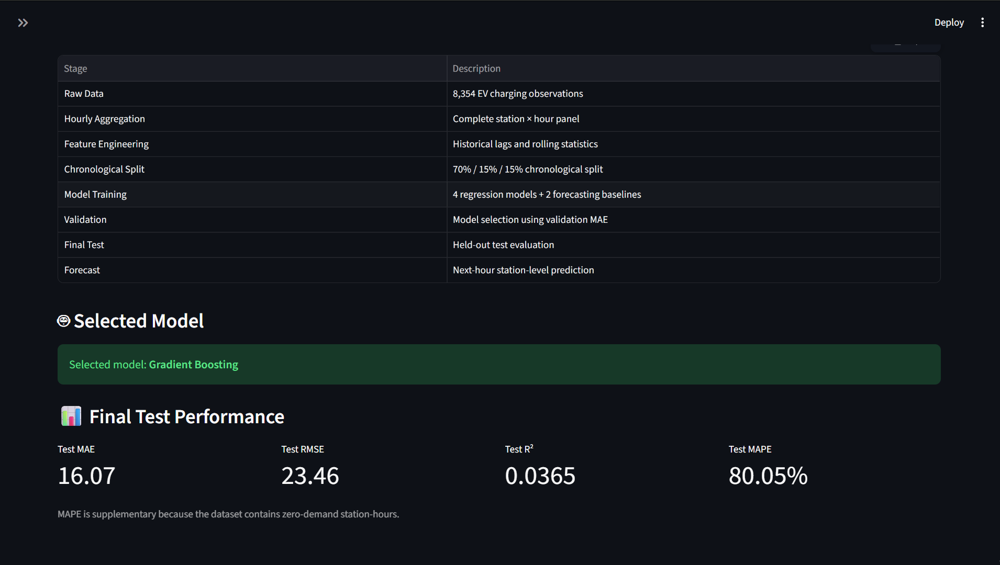 Deploy
Stage Description
Raw Data 8,354 EV charging observations
Hourly Aggregation Complete station × hour panel
Feature Engineering Historical lags and rolling statistics
Chronological Split 70% / 15% / 15% chronological split
Model Training 4 regression models + 2 forecasting baselines
Validation Model selection using validation MAE
Final Test Held-out test evaluation
Forecast Next-hour station-level prediction
Selected Model
Selected model: Gradient Boosting
Final Test Performance
Test MAE Test RMSE Test R² Test MAPE
16.07 23.46 0.0365 80.05%
MAPE is supplementary because the dataset contains zero-demand station-hours.